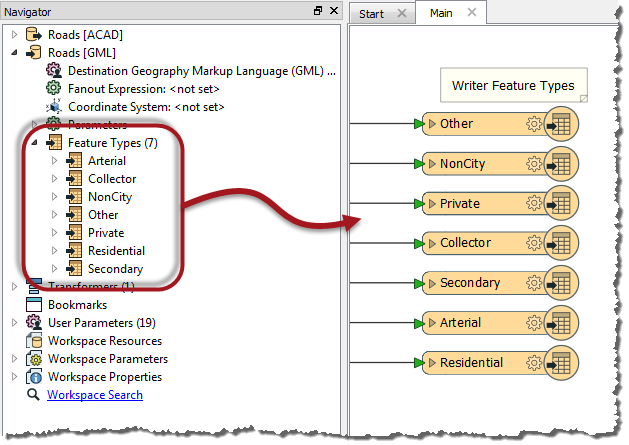 Navigator
Roads [ACAD]
Roads [GML]
Destination Geography Markup Language (GML) ...
Fanout Expression: <not set>
Coordinate System: <not set>
Parameters
Feature Types (7)
Arterial
Collector
NonCity
Other
Private
Residential
Secondary
Transformers (1)
Bookmarks
User Parameters (19)
Workspace Resources
Workspace Parameters
Workspace Properties
Workspace Search
Start
Main
Writer Feature Types
Other
NonCity
Private
Collector
Secondary
Arterial
Residential